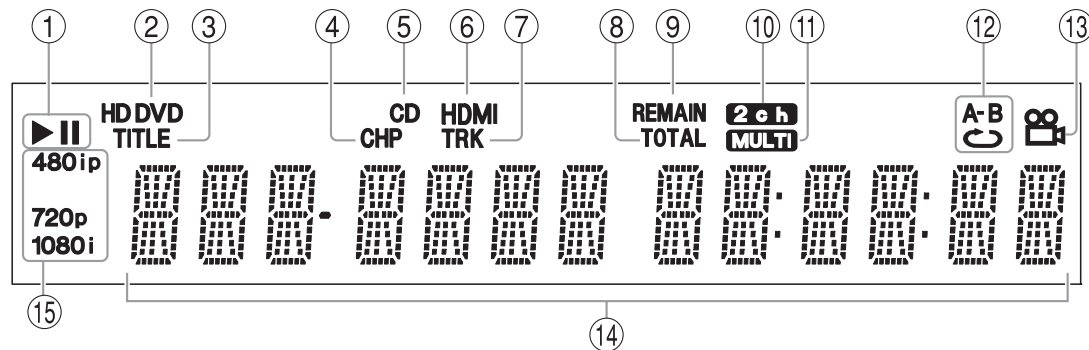 ① ② ③ ④ ⑤ ⑥ ⑦ ⑧ ⑨ ⑩ ⑪ ⑫ ⑬
HD DVD CD HDMI REMAIN 2 c h A-B
TITLE CHP TRK TOTAL MULTI
480ip
720p
1080i
⑮ ⑭